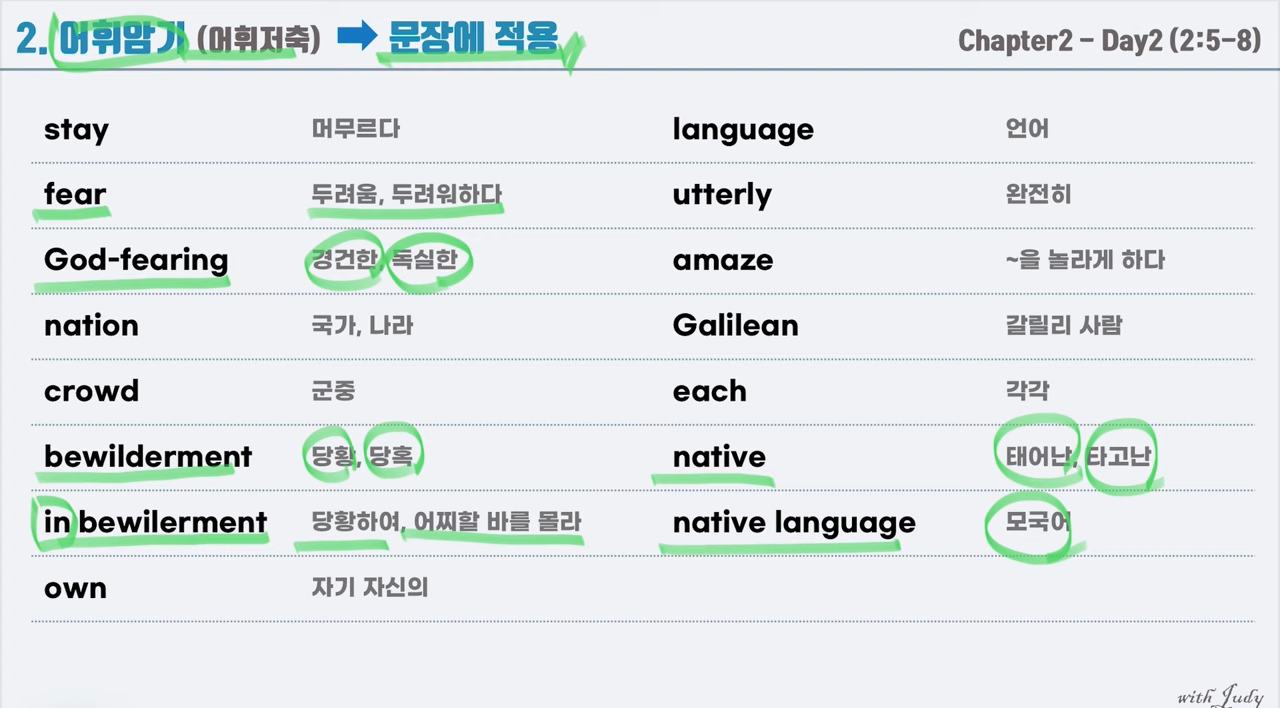 2. 어휘암기 (어휘저축) ➡ 문장에 적용
Chapter2 - Day2 (2:5-8)
stay 머무르다
fear 두려움, 두려워하다
God-fearing 경건한, 독실한
nation 국가, 나라
crowd 군중
bewilderment 당황, 당혹
in bewilerment 당황하여, 어찌할 바를 몰라
own 자기 자신의
language 언어
utterly 완전히
amaze ~을 놀라게 하다
Galilean 갈릴리 사람
each 각각
native 태어난, 타고난
native language 모국어
with Judy